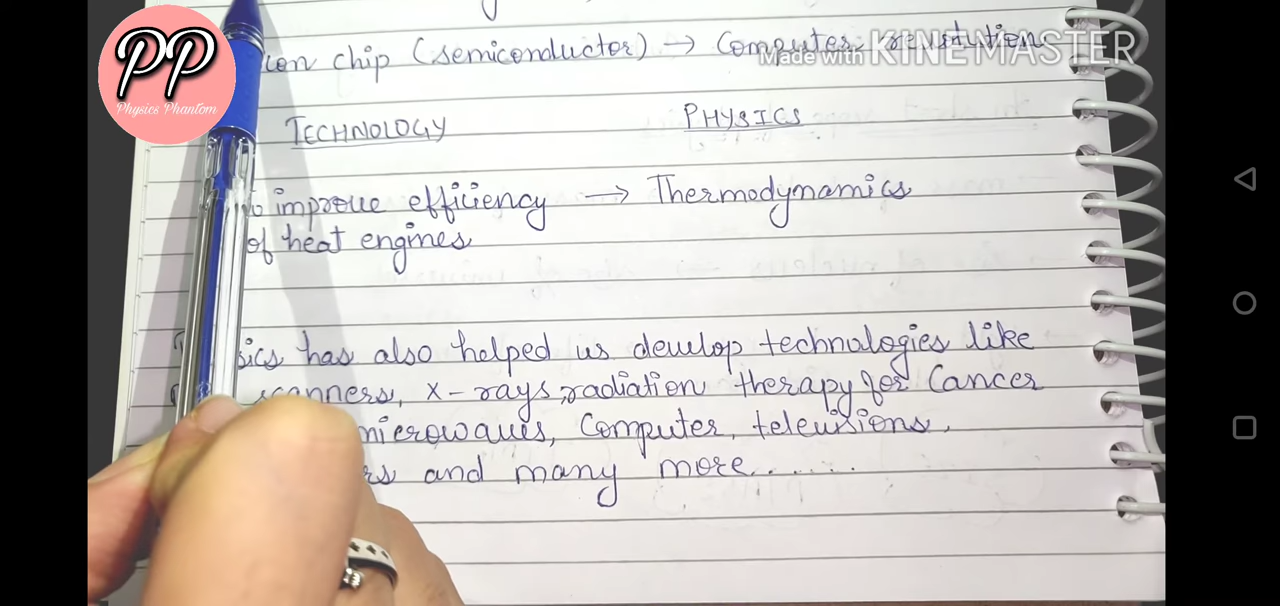 PP
Physics Phantom
con chip (semiconductor) → Computer
Made with KINEMASTER
TECHNOLOGY PHYSICS
To improve efficiency → Thermodynamics
of heat engines
sics has also helped us develop technologies like
scanners, X-rays, radiation therapy for Cancer
microwaves, Computer, televisions,
rs and many more......